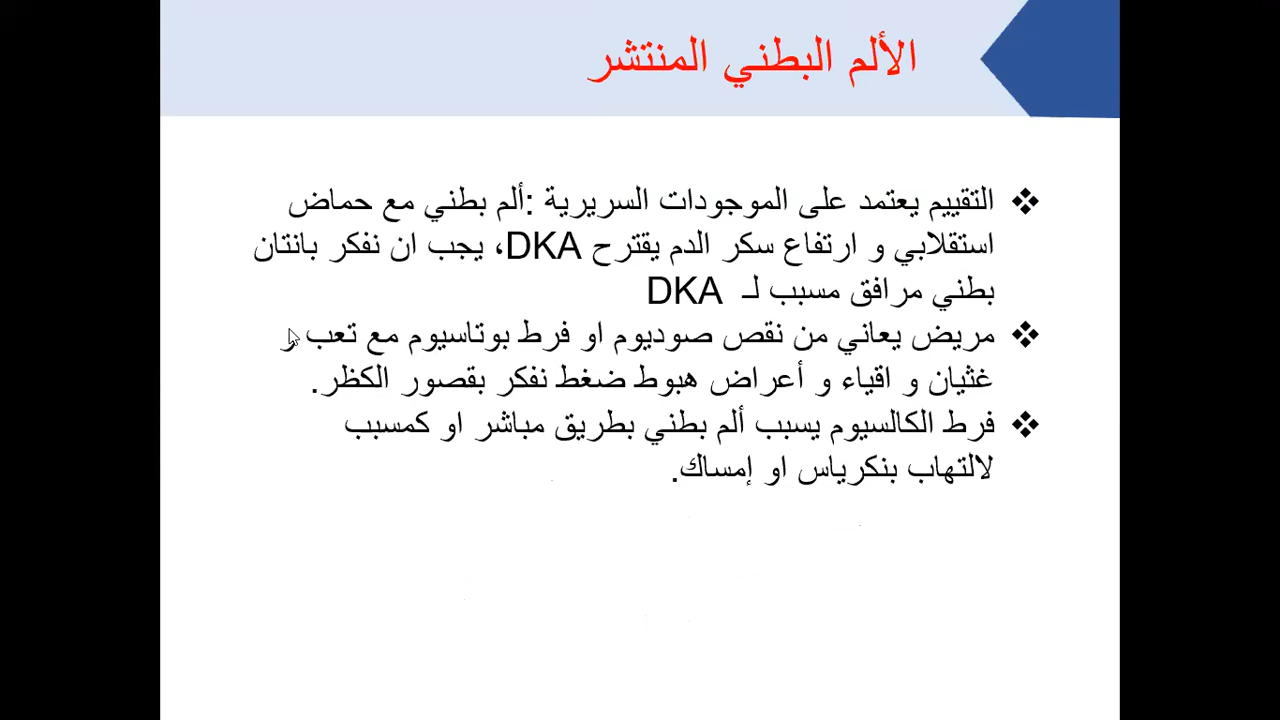 الألم البطني المنتشر
❖ التقييم يعتمد على الموجودات السريرية :ألم بطني مع حماض
استقلابي و ارتفاع سكر الدم يقترح DKA، يجب ان نفكر بانتان
بطني مرافق مسبب لـ DKA
❖ مريض يعاني من نقص صوديوم او فرط بوتاسيوم مع تعب و
غثيان و اقياء و أعراض هبوط ضغط نفكر بقصور الكظر.
❖ فرط الكالسيوم يسبب ألم بطني بطريق مباشر او كمسبب
لالتهاب بنكرياس او إمساك.